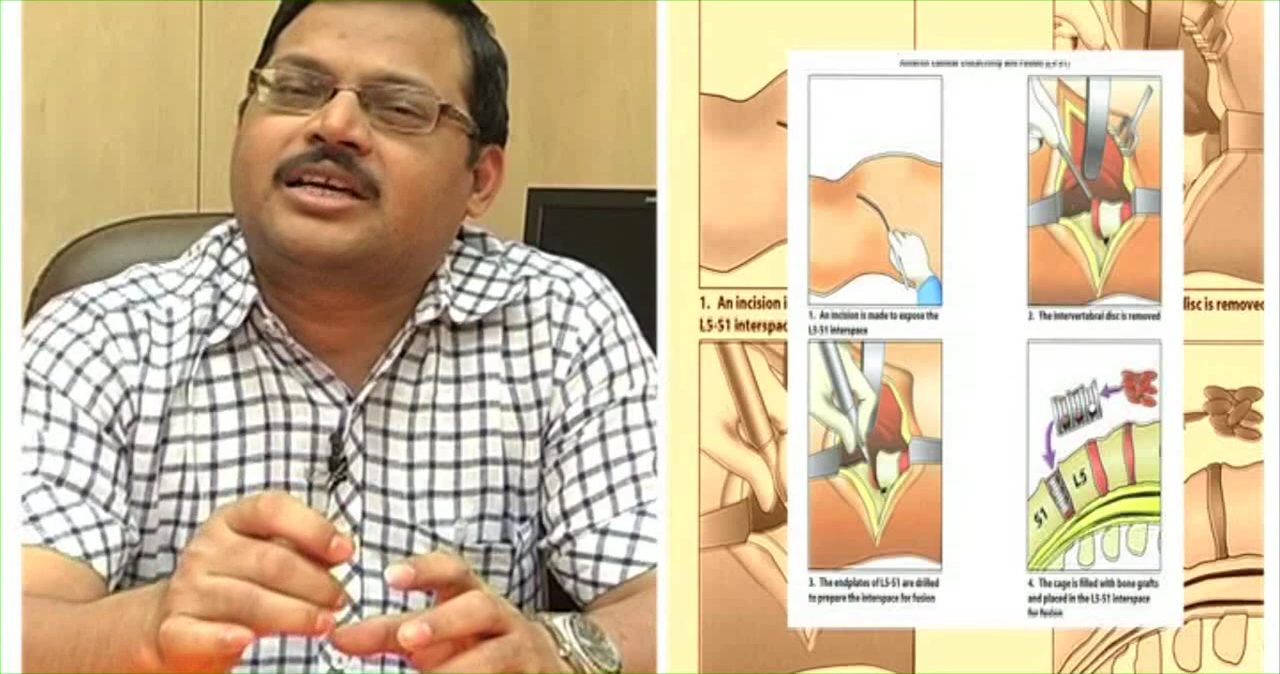 1. An incision is made to expose the
L5-S1 interspace
2. The intervertebral disc is removed
3. The endplates of L5-S1 are drilled
to prepare the interspace for fusion
4. The cage is filled with bone grafts
and placed in the L5-S1 interspace
for fusion
L5
S1
1. An incision i
L5-S1 interspac
disc is removed